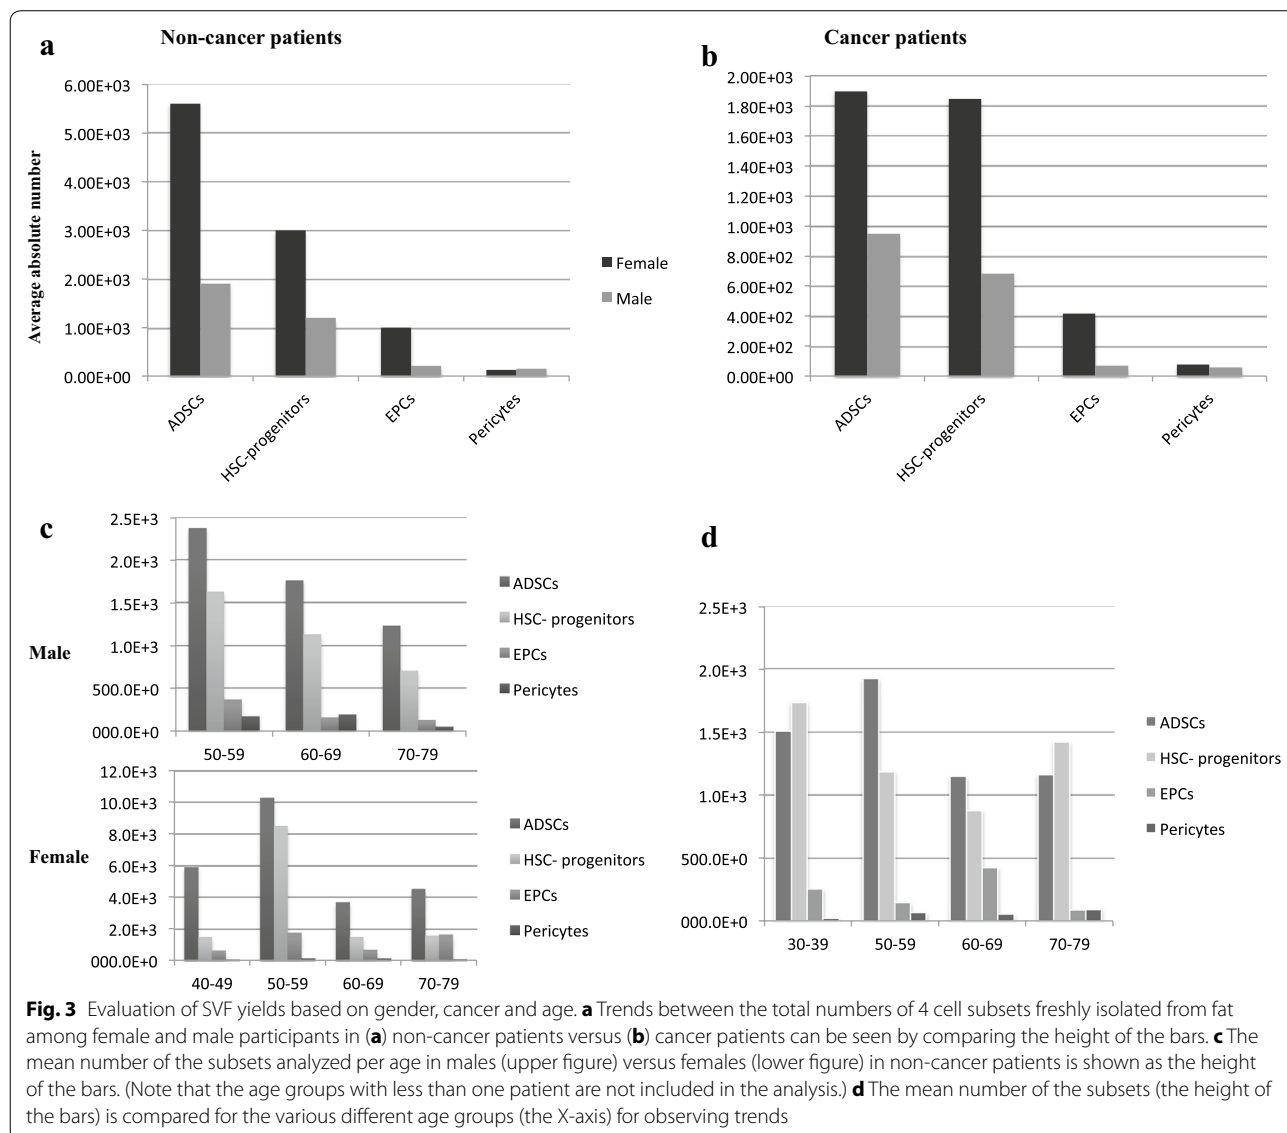 a
Non-cancer patients
Average absolute number
6.00E+03
5.00E+03
4.00E+03
3.00E+03
2.00E+03
1.00E+03
0.00E+00
ADSCs
HSC-progenitors
EPCs
Pericytes
Female
Male
b
Cancer patients
2.00E+03
1.80E+03
1.60E+03
1.40E+03
1.20E+03
1.00E+03
8.00E+02
6.00E+02
4.00E+02
2.00E+02
0.00E+00
ADSCs
HSC-progenitors
EPCs
Pericytes
c
Male
2.5E+3
2.0E+3
1.5E+3
1.0E+3
500.0E+0
000.0E+0
50-59
60-69
70-79
ADSCs
HSC- progenitors
EPCs
Pericytes
Female
12.0E+3
10.0E+3
8.0E+3
6.0E+3
4.0E+3
2.0E+3
000.0E+0
40-49
50-59
60-69
70-79
ADSCs
HSC- progenitors
EPCs
Pericytes
d
2.5E+3
2.0E+3
1.5E+3
1.0E+3
500.0E+0
000.0E+0
30-39
50-59
60-69
70-79
ADSCs
HSC- progenitors
EPCs
Pericytes
Fig. 3 Evaluation of SVF yields based on gender, cancer and age. a Trends between the total numbers of 4 cell subsets freshly isolated from fat
among female and male participants in (a) non-cancer patients versus (b) cancer patients can be seen by comparing the height of the bars. c The
mean number of the subsets analyzed per age in males (upper figure) versus females (lower figure) in non-cancer patients is shown as the height
of the bars. (Note that the age groups with less than one patient are not included in the analysis.) d The mean number of the subsets (the height of
the bars) is compared for the various different age groups (the X-axis) for observing trends